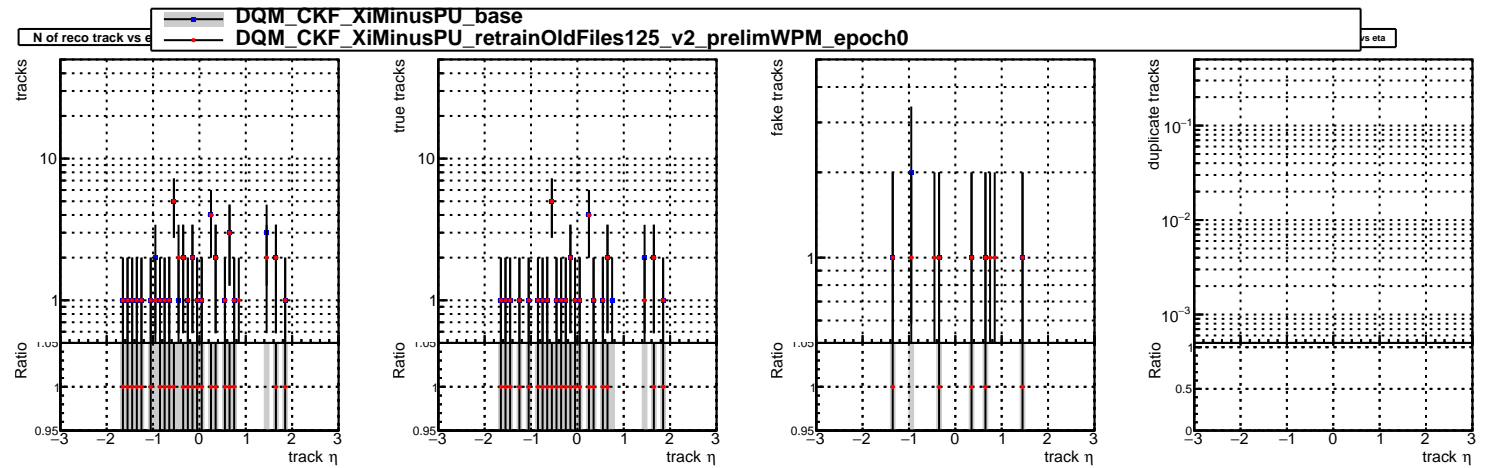 DQM_CKF_XiMinusPU_base
DQM_CKF_XiMinusPU_retrainOldFiles125_v2_prelimWPM_epoch0
N of reco track vs e
vs eta
tracks
10
1
Ratio
1.05
1
0.95
−3 −2 −1 0 1 2 3
track η
true tracks
10
1
Ratio
1.05
1
0.95
−3 −2 −1 0 1 2 3
track η
fake tracks
1
Ratio
1.05
1
0.95
−3 −2 −1 0 1 2 3
track η
duplicate tracks
10−1
10−2
10−3
Ratio
1
0.5
0
−3 −2 −1 0 1 2 3
track η